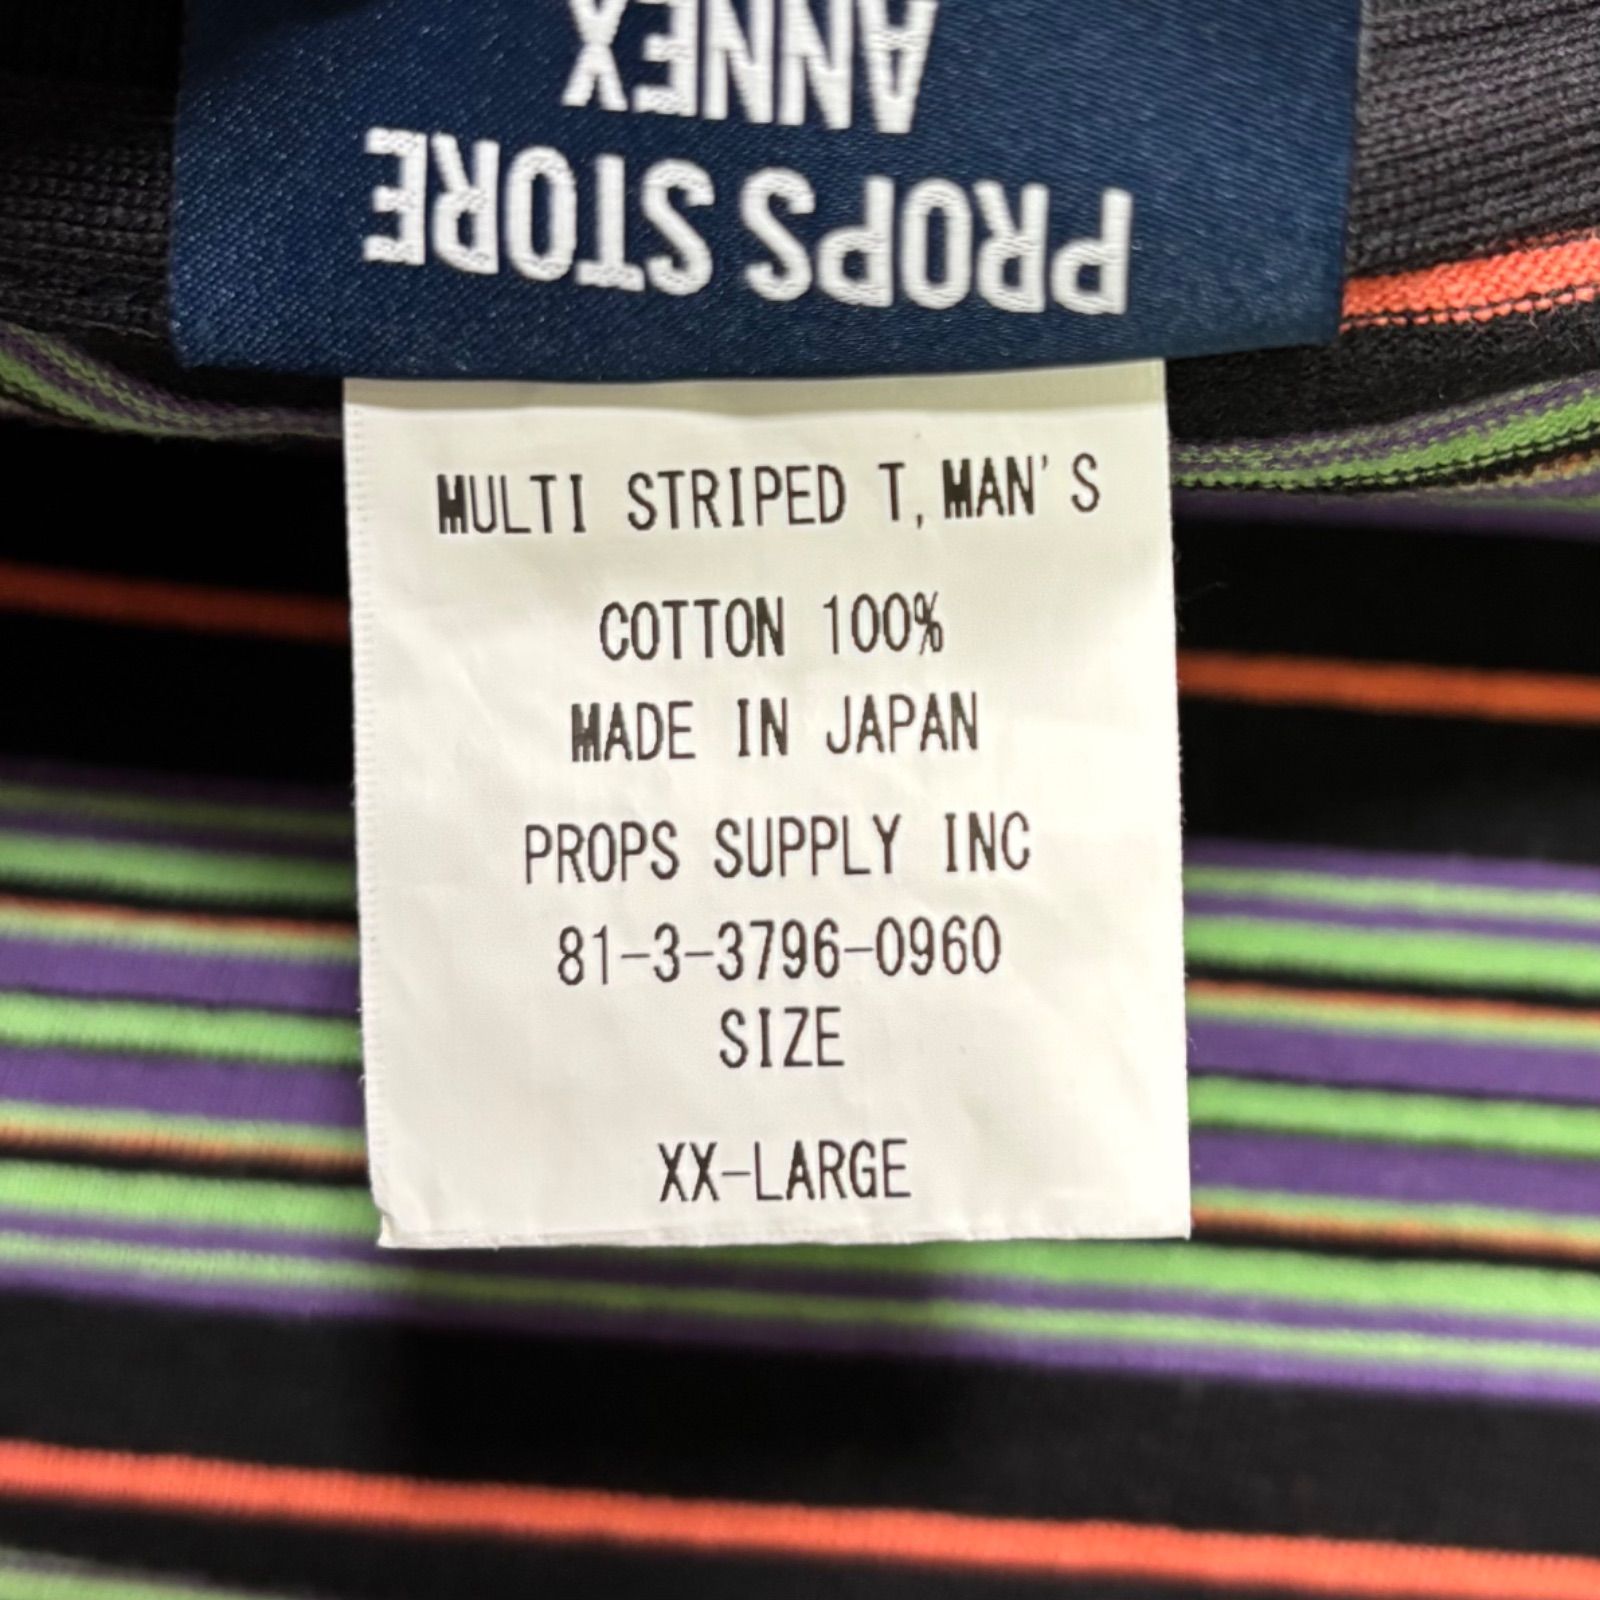 PROPS STORE
ANNEX
MULTI STRIPED T, MAN'S
COTTON 100%
MADE IN JAPAN
PROPS SUPPLY INC
81-3-3796-0960
SIZE
XX-LARGE